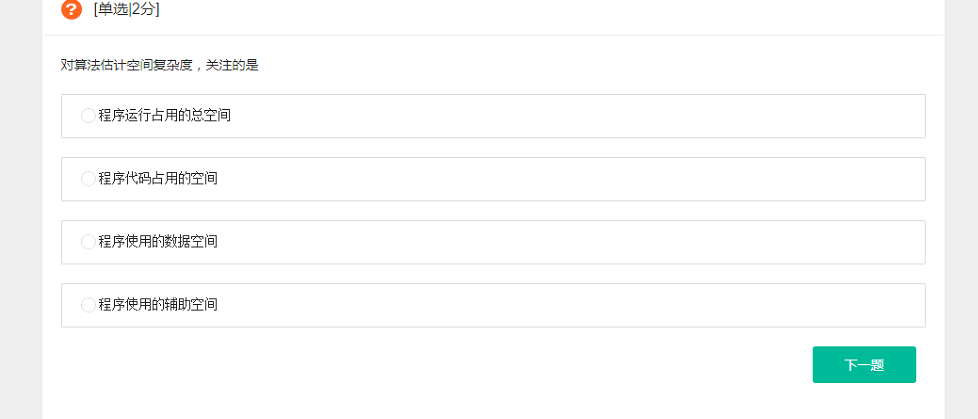 ? [单选|2分]
对算法估计空间复杂度，关注的是
程序运行占用的总空间
程序代码占用的空间
程序使用的数据空间
程序使用的辅助空间
下一题